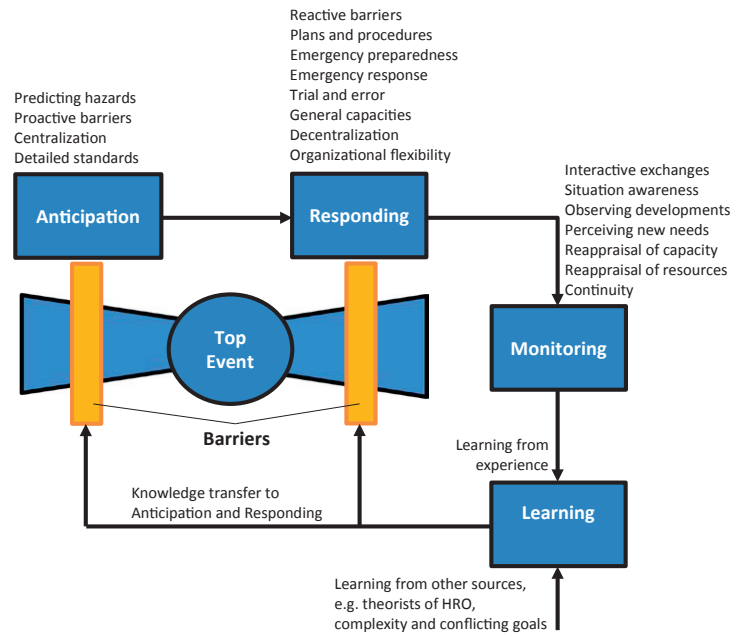 Reactive barriers
Plans and procedures
Emergency preparedness
Emergency response
Trial and error
General capacities
Decentralization
Organizational flexibility
Predicting hazards
Proactive barriers
Centralization
Detailed standards
Interactive exchanges
Situation awareness
Observing developments
Perceiving new needs
Reappraisal of capacity
Reappraisal of resources
Continuity
Anticipation
Responding
Top
Event
Monitoring
Barriers
Learning from
experience
Knowledge transfer to
Anticipation and Responding
Learning
Learning from other sources,
e.g. theorists of HRO,
complexity and conflicting goals